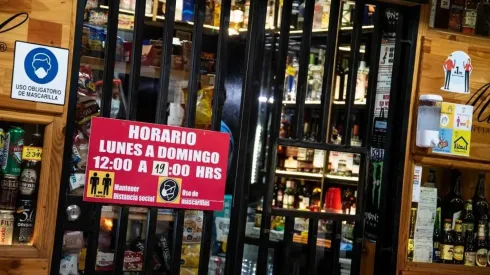 USO OBLIGATORIO
DE MASCARILLA
HORARIO
LUNES A DOMINGO
12:00 A 19:00 HRS
Mantener
Distancia social
Uso de
mascarillas